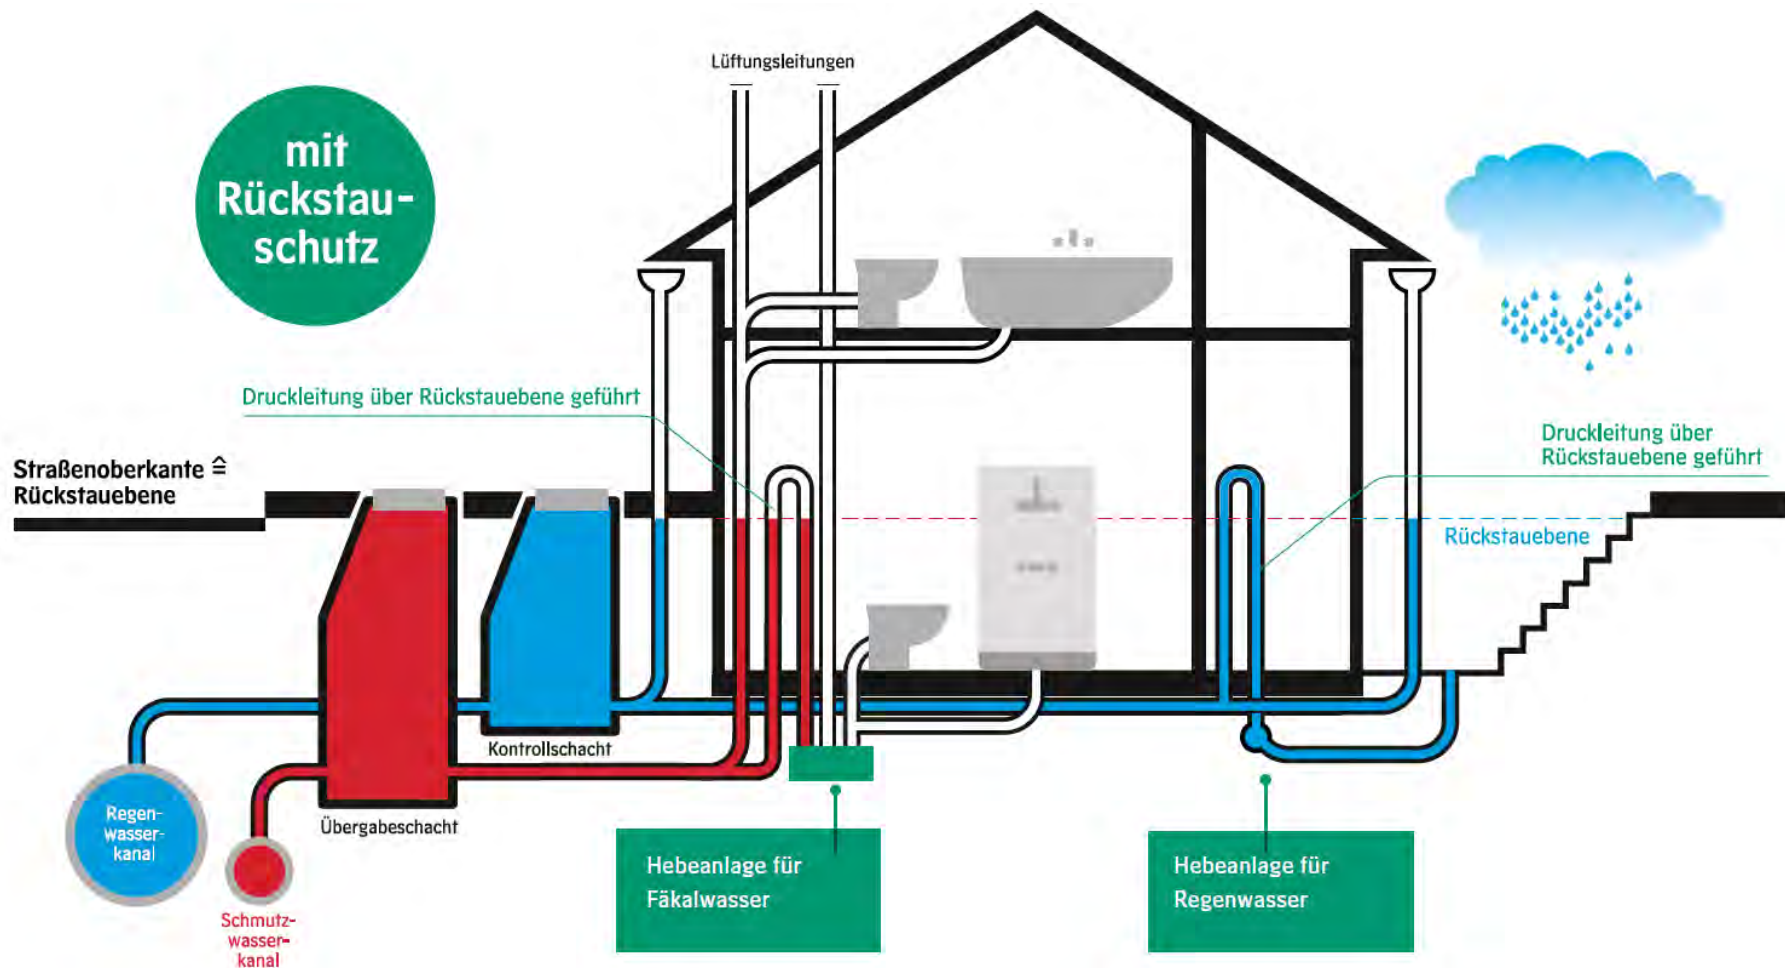 Lüftungsleitungen
mit
Rückstau-
schutz
Druckleitung über Rückstauebene geführt
Druckleitung über
Rückstauebene geführt
Straßenoberkante ≙
Rückstauebene
Rückstauebene
Kontrollschacht
Übergabeschacht
Regen-
wasser-
kanal
Schmutz-
wasser-
kanal
Hebeanlage für
Fäkalwasser
Hebeanlage für
Regenwasser